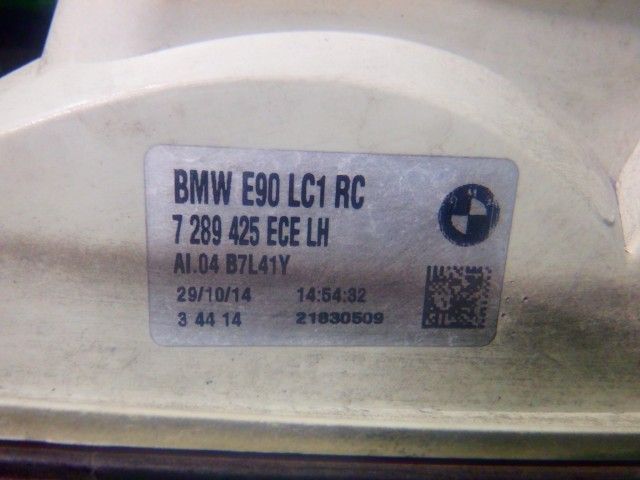 BMW E90 LC1 RC
7 289 425 ECE LH
AI.04 B7L41Y
29/10/14 14:54:32
3 44 14 21830509